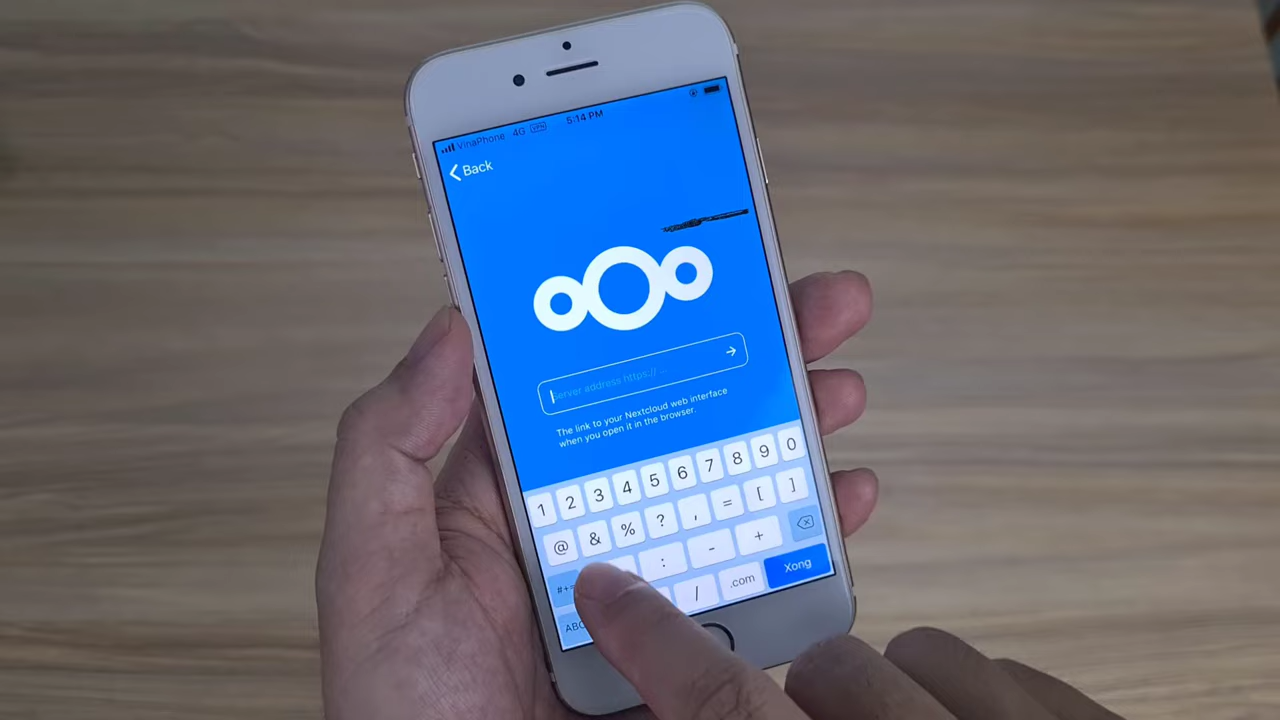 VinaPhone 4G VPN 5:14 PM
Back
Server address https:// ...
The link to your Nextcloud web interface
when you open it in the browser.
1 2 3 4 5 6 7 8 9 0
@ & % ? , = [ ]
#+= : - +
ABC / .com Xong